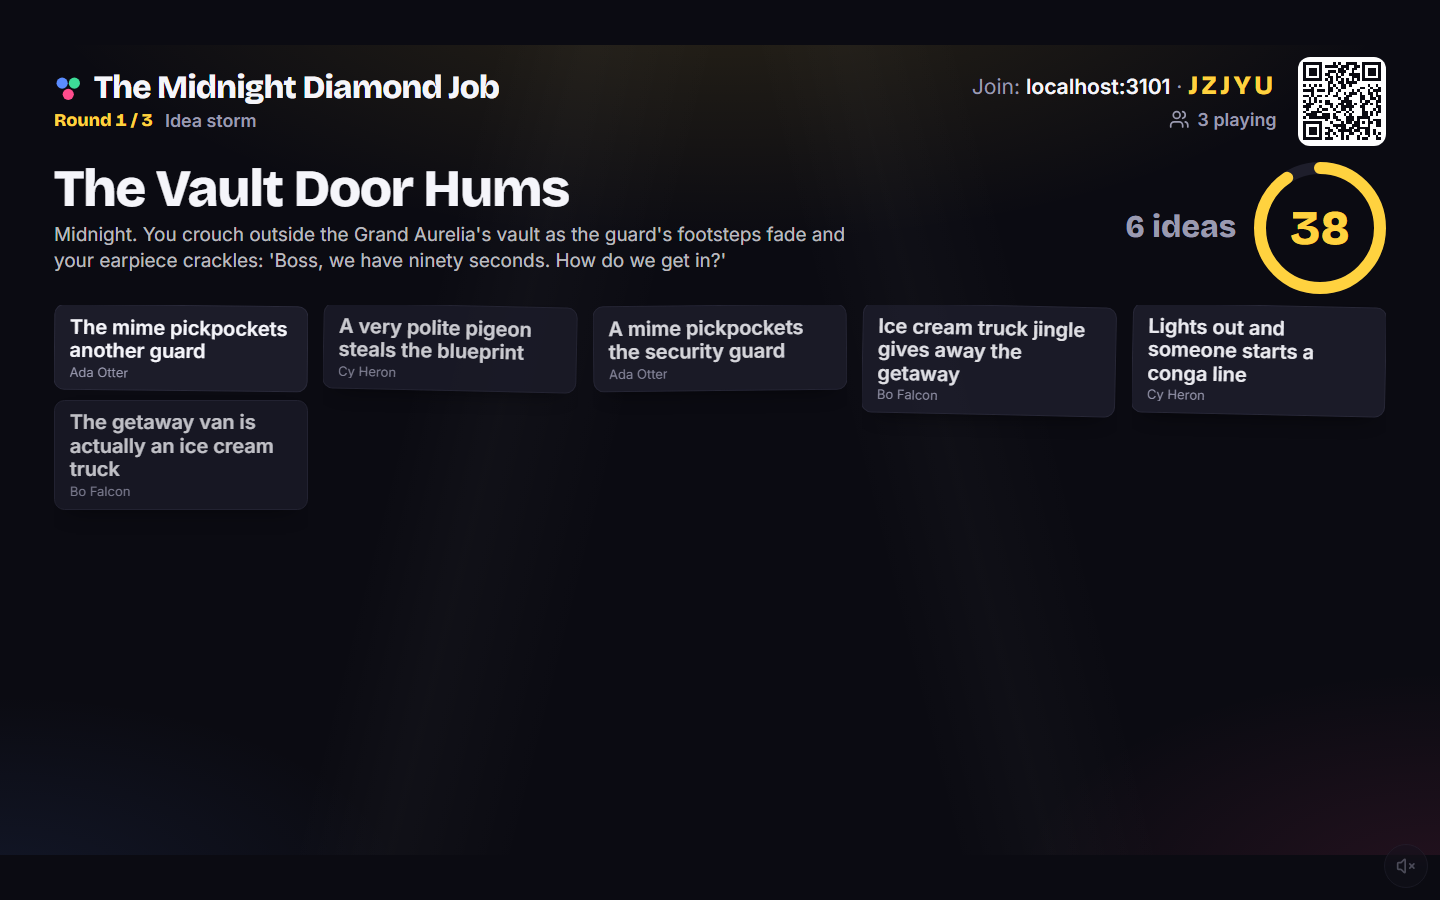 The Midnight Diamond Job
Round 1 / 3 Idea storm
Join: localhost:3101 · JZJYU
3 playing
The Vault Door Hums
Midnight. You crouch outside the Grand Aurelia's vault as the guard's footsteps fade and
your earpiece crackles: 'Boss, we have ninety seconds. How do we get in?'
6 ideas
38
The mime pickpockets
another guard
Ada Otter
A very polite pigeon
steals the blueprint
Cy Heron
A mime pickpockets
the security guard
Ada Otter
Ice cream truck jingle
gives away the
getaway
Bo Falcon
Lights out and
someone starts a
conga line
Cy Heron
The getaway van is
actually an ice cream
truck
Bo Falcon